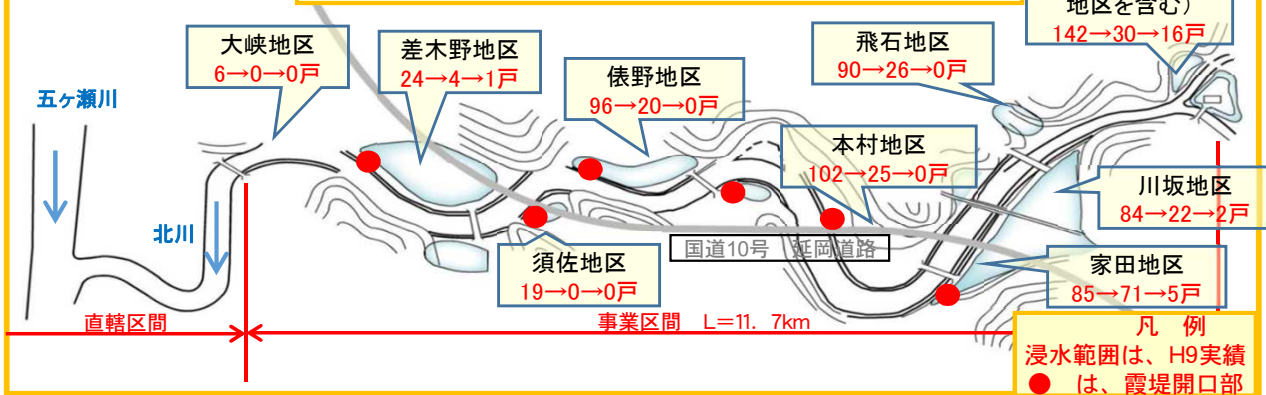 地区を含む)
142→30→16戸
大峡地区
6→0→0戸
差木野地区
24→4→1戸
俵野地区
96→20→0戸
飛石地区
90→26→0戸
本村地区
102→25→0戸
川坂地区
84→22→2戸
五ヶ瀬川
北川
須佐地区
19→0→0戸
国道10号 延岡道路
家田地区
85→71→5戸
直轄区間
事業区間 L=11.7km
凡 例
浸水範囲は、H9実績
は、霞堤開口部